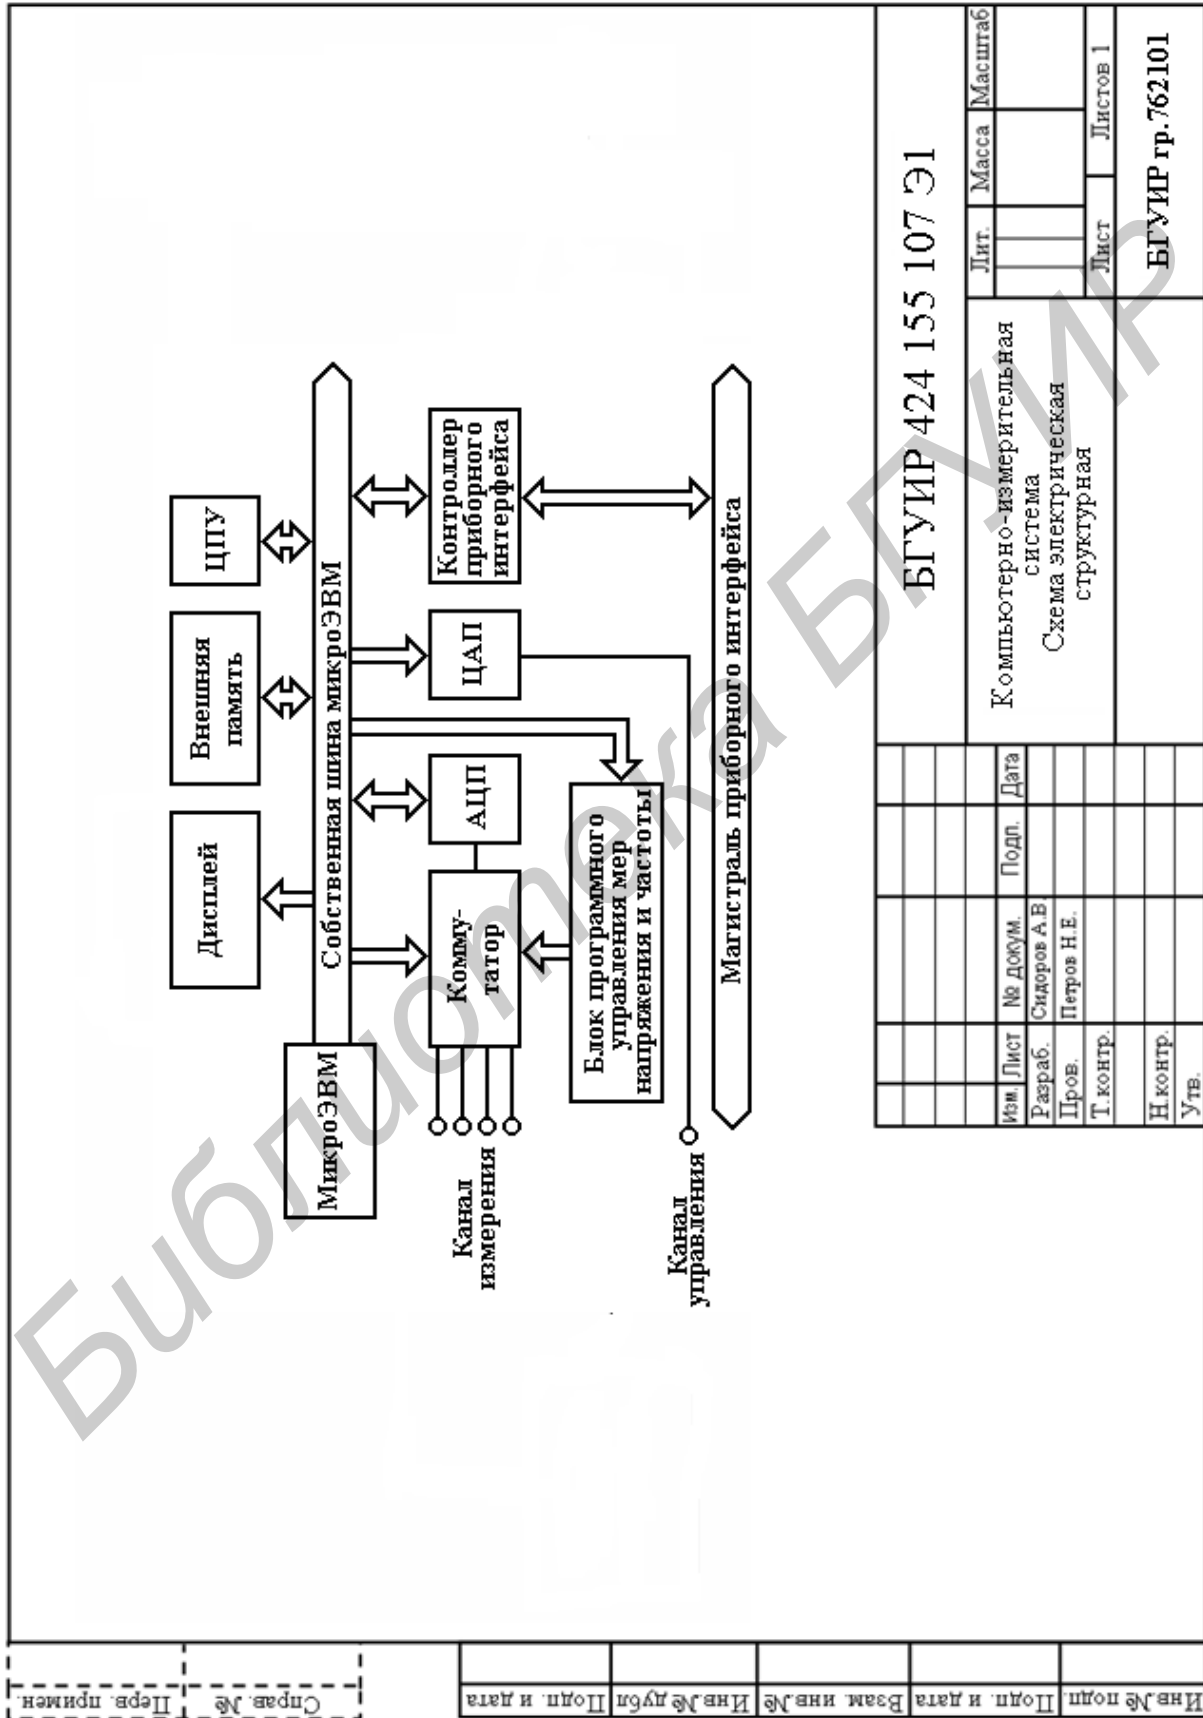 ЦПУ
Внешняя
память
Дисплей
Собственная шина микроЭВМ
МикроЭВМ
Контроллер
приборного
интерфейса
ЦАП
АЦП
Комму-
татор
Блок программного
управления мер
напряжения и частоты
Канал
измерения
Канал
управления
Магистраль приборного интерфейса
БГУИР 424 155 107 Э1
Компьютерно-измерительная
система
Схема электрическая
структурная
Лит. Масса Масштаб
Лист Листов 1
БГУИР гр.762101
Изм. Лист № докум. Подп. Дата
Разраб. Сидоров А.В.
Пров. Петров Н.Е.
Т.контр.
Н.контр.
Утв.
Перв. примен.
Справ. №
Подп. и дата
Инв.№ дубл
Взам. инв.№
Подп. и дата
Инв.№ подп.
Библиотека БГУИР